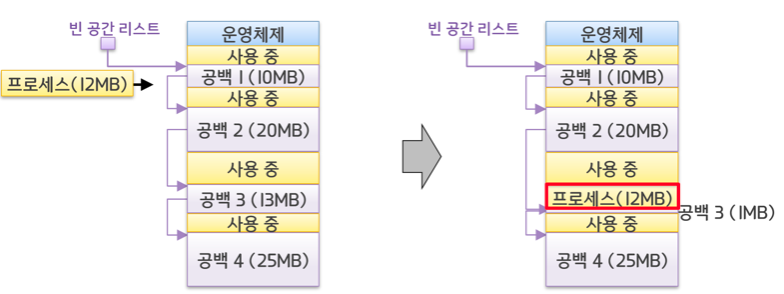 빈 공간 리스트
운영체제
사용 중
공백 1 (10MB)
프로세스(12MB)
사용 중
공백 2 (20MB)
사용 중
공백 3 (13MB)
사용 중
공백 4 (25MB)
빈 공간 리스트
운영체제
사용 중
공백 1 (10MB)
사용 중
공백 2 (20MB)
사용 중
프로세스(12MB)
공백 3 (1MB)
사용 중
공백 4 (25MB)